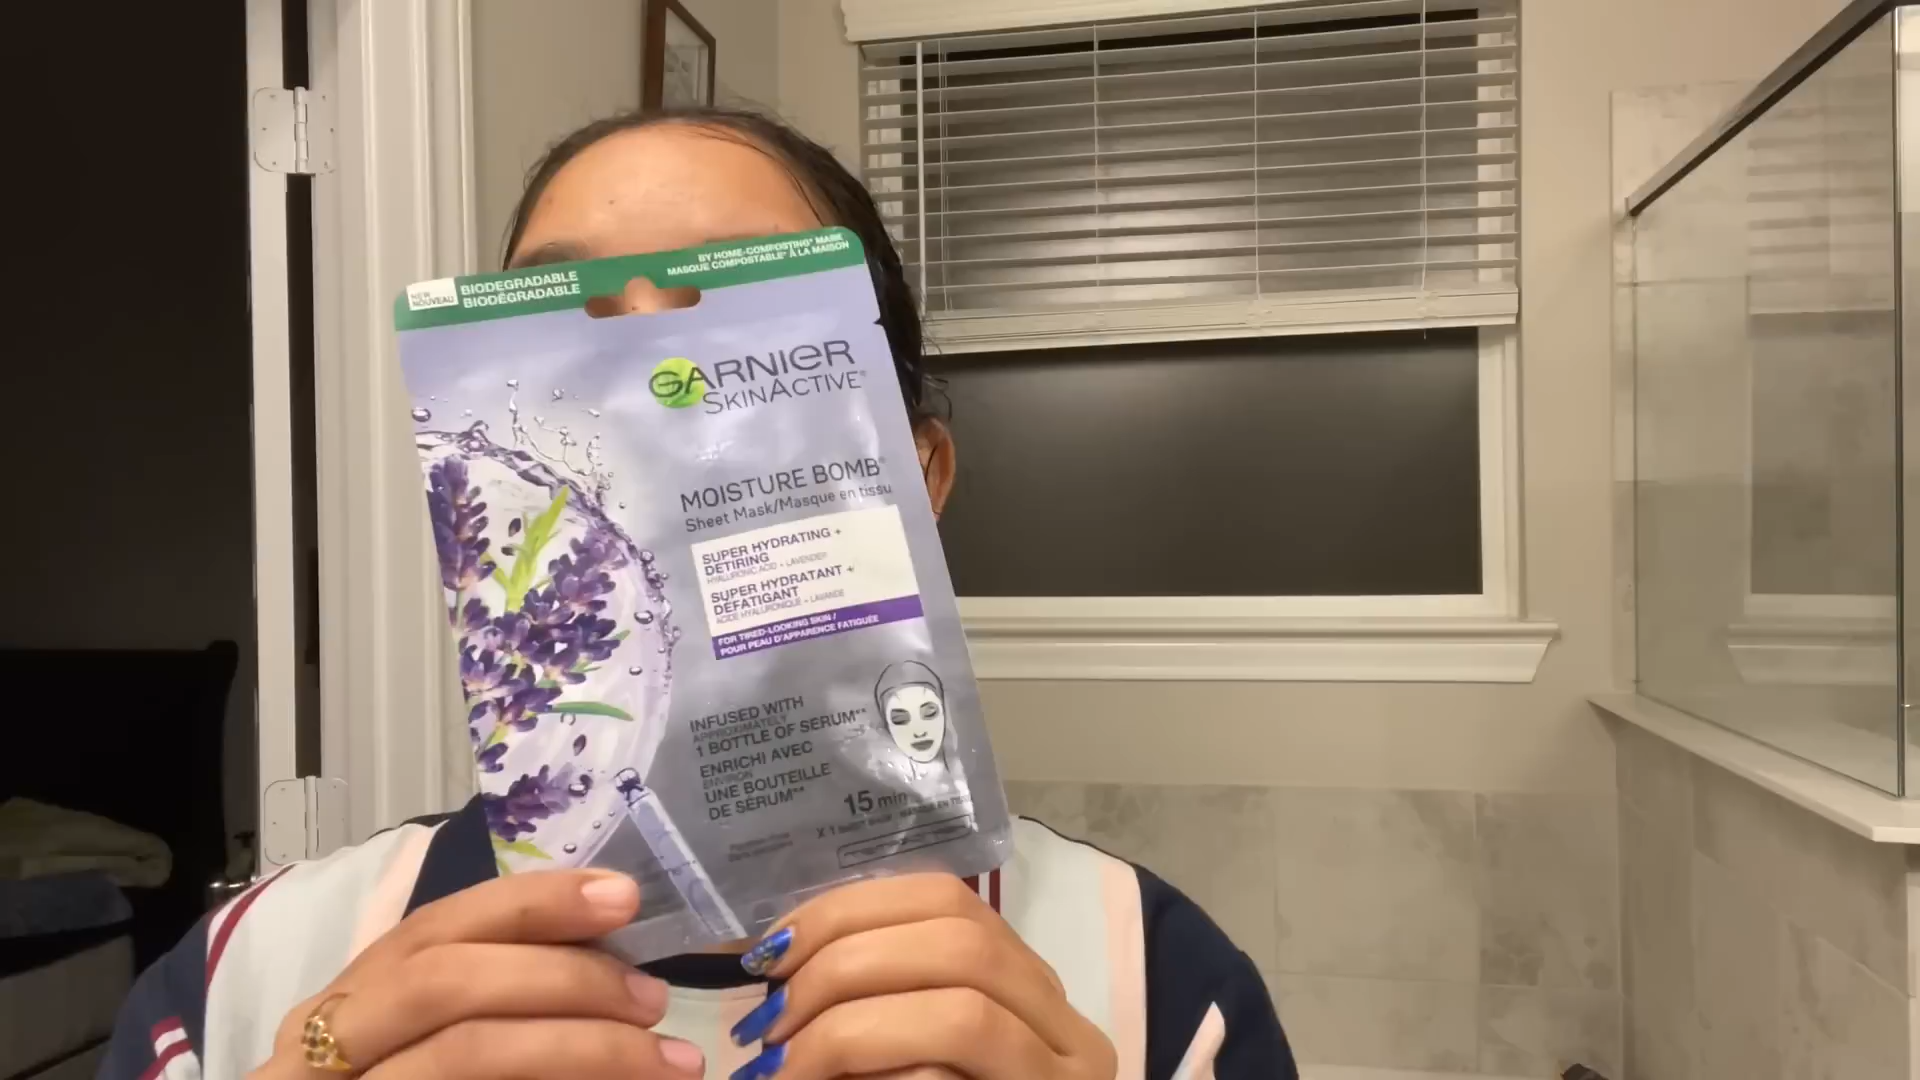 NEW
NOUVEAU
BIODEGRADABLE
BIODÉGRADABLE
BY HOME-COMPOSTING* MASK
MASQUE COMPOSTABLE* À LA MAISON
GARNIER
SKINACTIVE®
MOISTURE BOMB®
Sheet Mask/Masque en tissu
SUPER HYDRATING +
DETIRING
HYALURONIC ACID + LAVENDER
SUPER HYDRATANT +
DÉFATIGANT
ACIDE HYALURONIQUE + LAVANDE
FOR TIRED-LOOKING SKIN /
POUR PEAU D'APPARENCE FATIGUÉE
INFUSED WITH
APPROXIMATELY
1 BOTTLE OF SERUM**
ENRICHI AVEC
ENVIRON
UNE BOUTEILLE
DE SÉRUM**
15 min